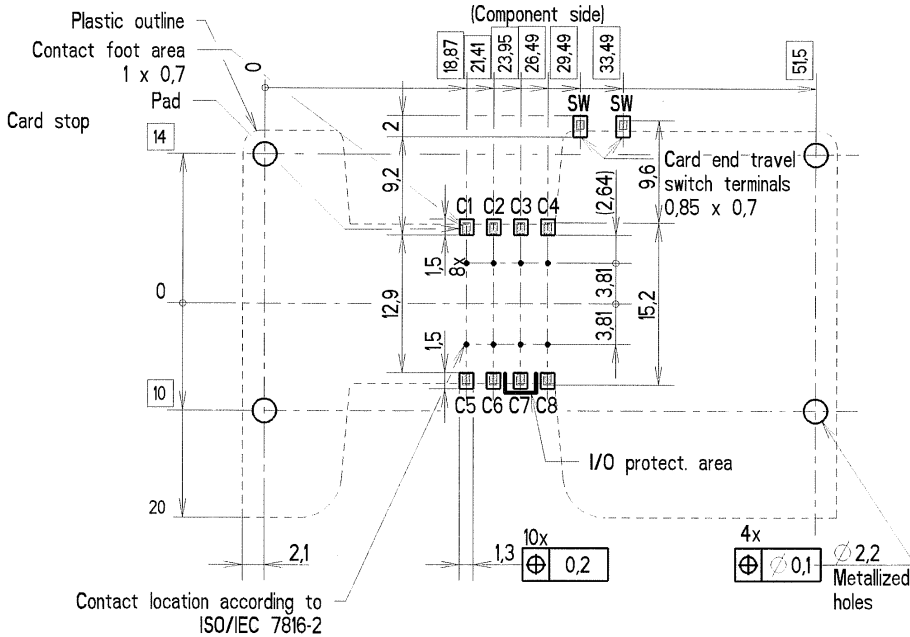 (Component side)
Plastic outline
Contact foot area
1 x 0,7
Pad
Card stop
0
18,87
21,41
23,95
26,49
29,49
33,49
51,5
SW SW
2
14
9,2
9,6
(2,64)
Card end travel
switch terminals
0,85 x 0,7
C1 C2 C3 C4
1,5
8x
0
12,9
3,81
3,81
15,2
1,5
10
C5 C6 C7 C8
I/O protect. area
20
2,1
1,3
10x
⌖ 0,2
4x
⌖ ∅ 0,1
∅ 2,2
Metallized
holes
Contact location according to
ISO/IEC 7816-2